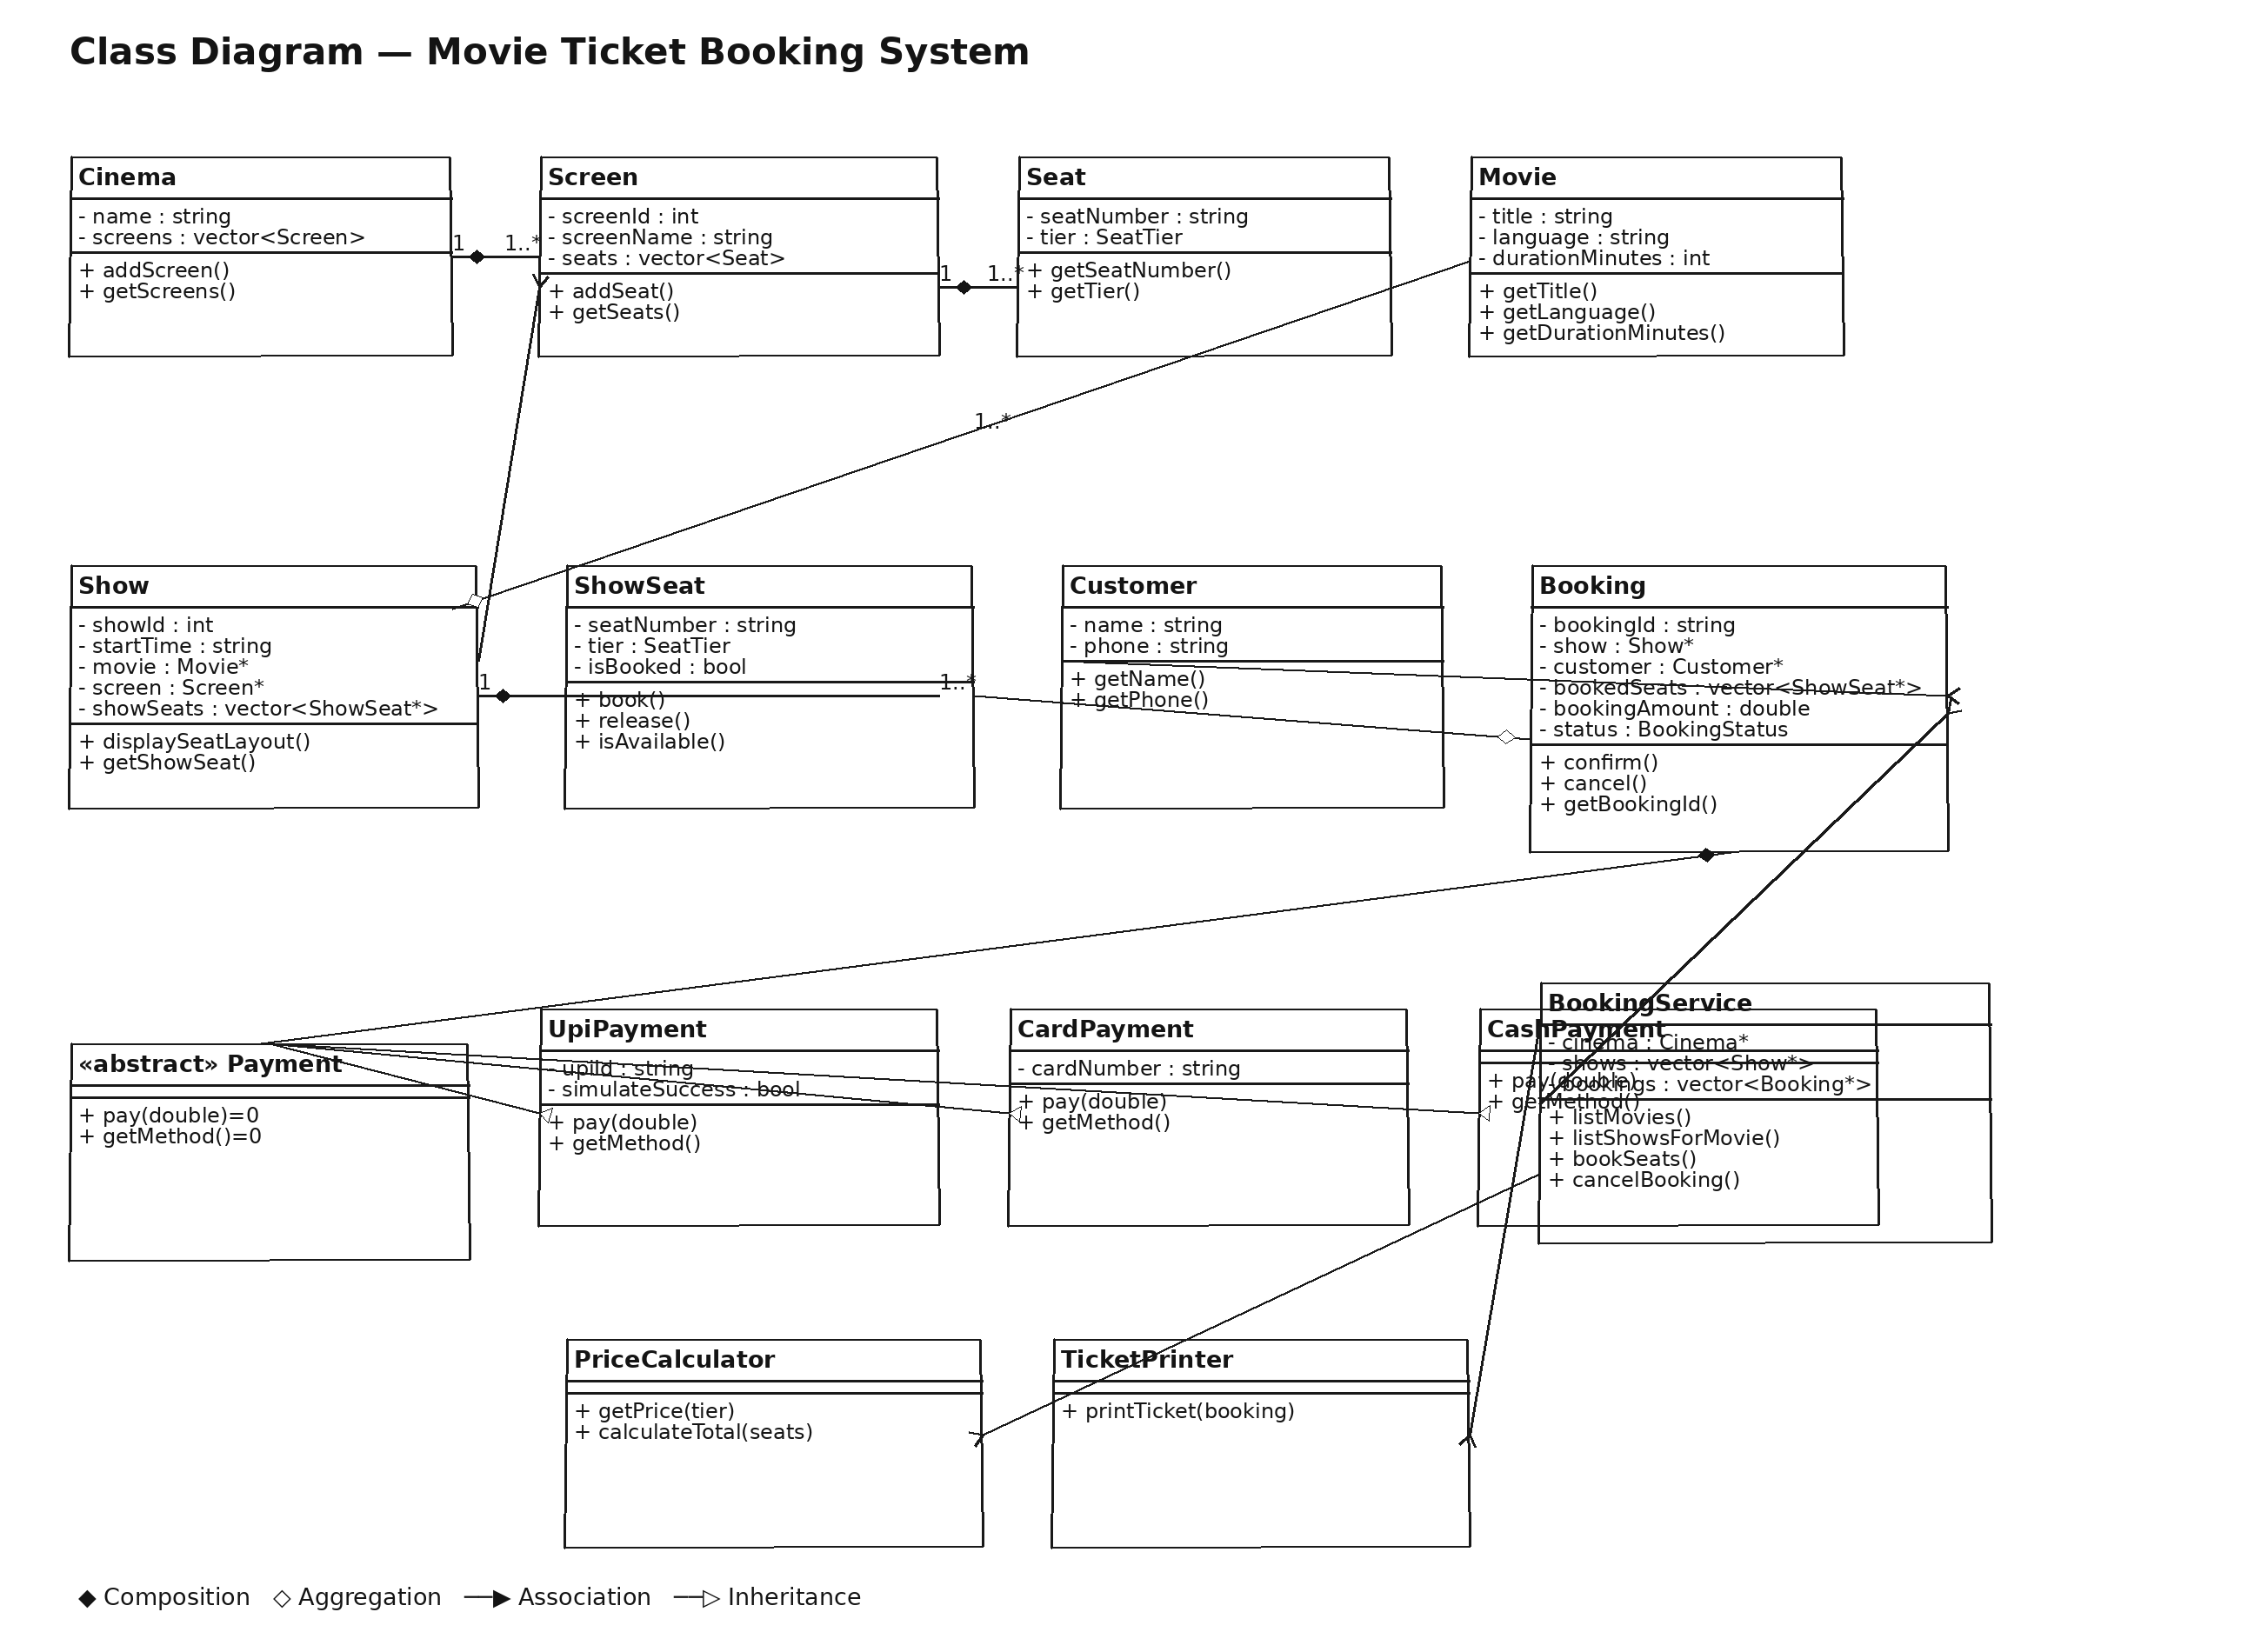 Class Diagram — Movie Ticket Booking System
Cinema
- name : string
- screens : vector<Screen>
+ addScreen()
+ getScreens()
1
1..*
Screen
- screenId : int
- screenName : string
- seats : vector<Seat>
+ addSeat()
+ getSeats()
1
1..*
Seat
- seatNumber : string
- tier : SeatTier
+ getSeatNumber()
+ getTier()
Movie
- title : string
- language : string
- durationMinutes : int
+ getTitle()
+ getLanguage()
+ getDurationMinutes()
1..*
Show
- showId : int
- startTime : string
- movie : Movie*
- screen : Screen*
- showSeats : vector<ShowSeat*>
+ displaySeatLayout()
+ getShowSeat()
1
1..*
ShowSeat
- seatNumber : string
- tier : SeatTier
- isBooked : bool
+ book()
+ release()
+ isAvailable()
Customer
- name : string
- phone : string
+ getName()
+ getPhone()
Booking
- bookingId : string
- show : Show*
- customer : Customer*
- bookedSeats : vector<ShowSeat*>
- bookingAmount : double
- status : BookingStatus
+ confirm()
+ cancel()
+ getBookingId()
«abstract» Payment
+ pay(double)=0
+ getMethod()=0
UpiPayment
- upiId : string
- simulateSuccess : bool
+ pay(double)
+ getMethod()
CardPayment
- cardNumber : string
+ pay(double)
+ getMethod()
CashPayment
+ pay(double)
+ getMethod()
BookingService
- cinema : Cinema*
- shows : vector<Show*>
- bookings : vector<Booking*>
+ listMovies()
+ listShowsForMovie()
+ bookSeats()
+ cancelBooking()
PriceCalculator
+ getPrice(tier)
+ calculateTotal(seats)
TicketPrinter
+ printTicket(booking)
◆ Composition ◇ Aggregation ──▶ Association ──▷ Inheritance